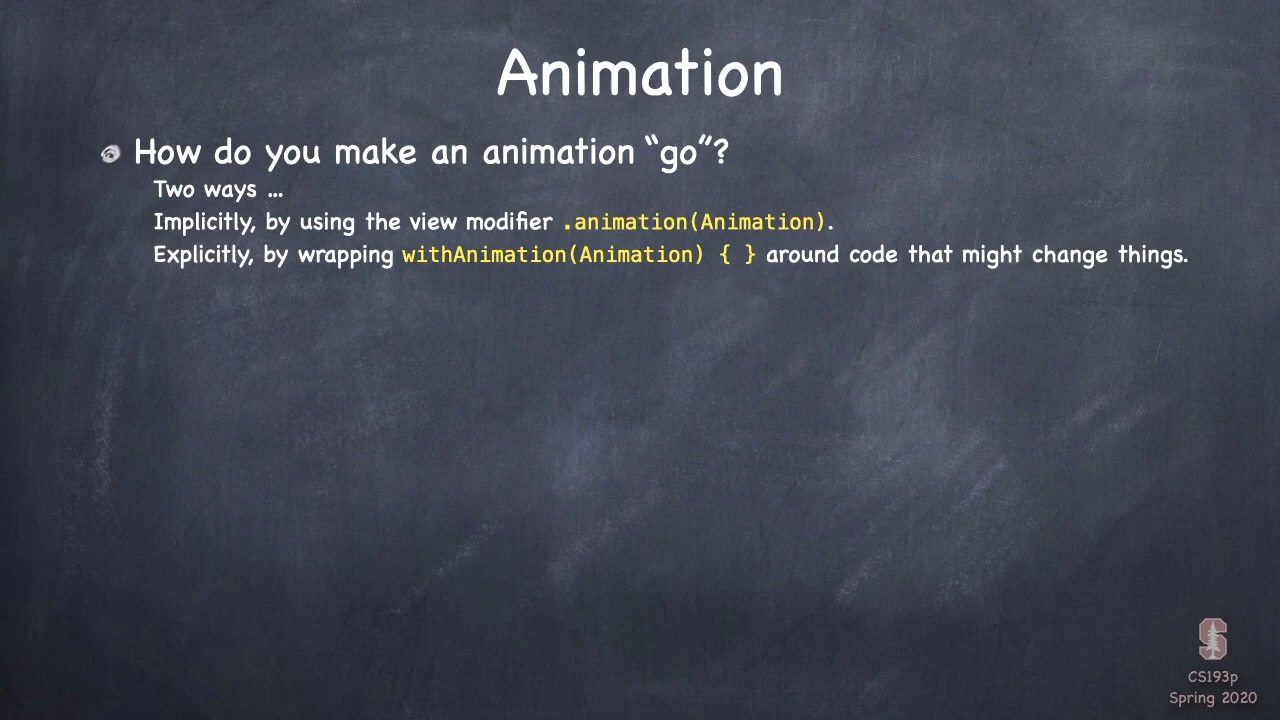 Animation
How do you make an animation “go”?
Two ways …
Implicitly, by using the view modifier .animation(Animation).
Explicitly, by wrapping withAnimation(Animation) { } around code that might change things.
S
CS193p
Spring 2020